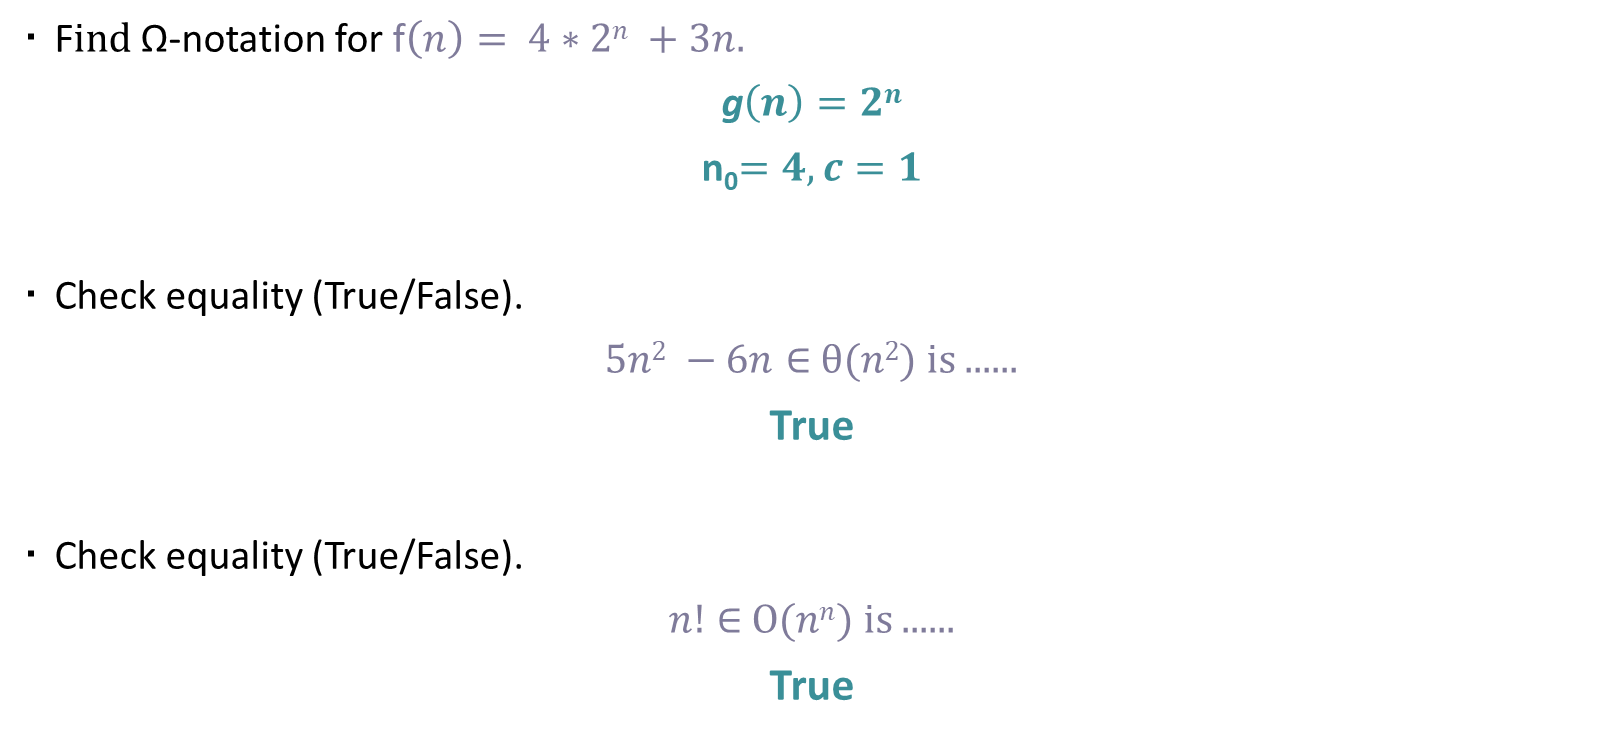 ▪ Find Ω-notation for f(n) = 4 ∗ 2ⁿ + 3n.
g(n) = 2ⁿ
n₀= 4, c = 1
▪ Check equality (True/False).
5n² − 6n ∈ θ(n²) is ......
True
▪ Check equality (True/False).
n! ∈ O(nⁿ) is ......
True